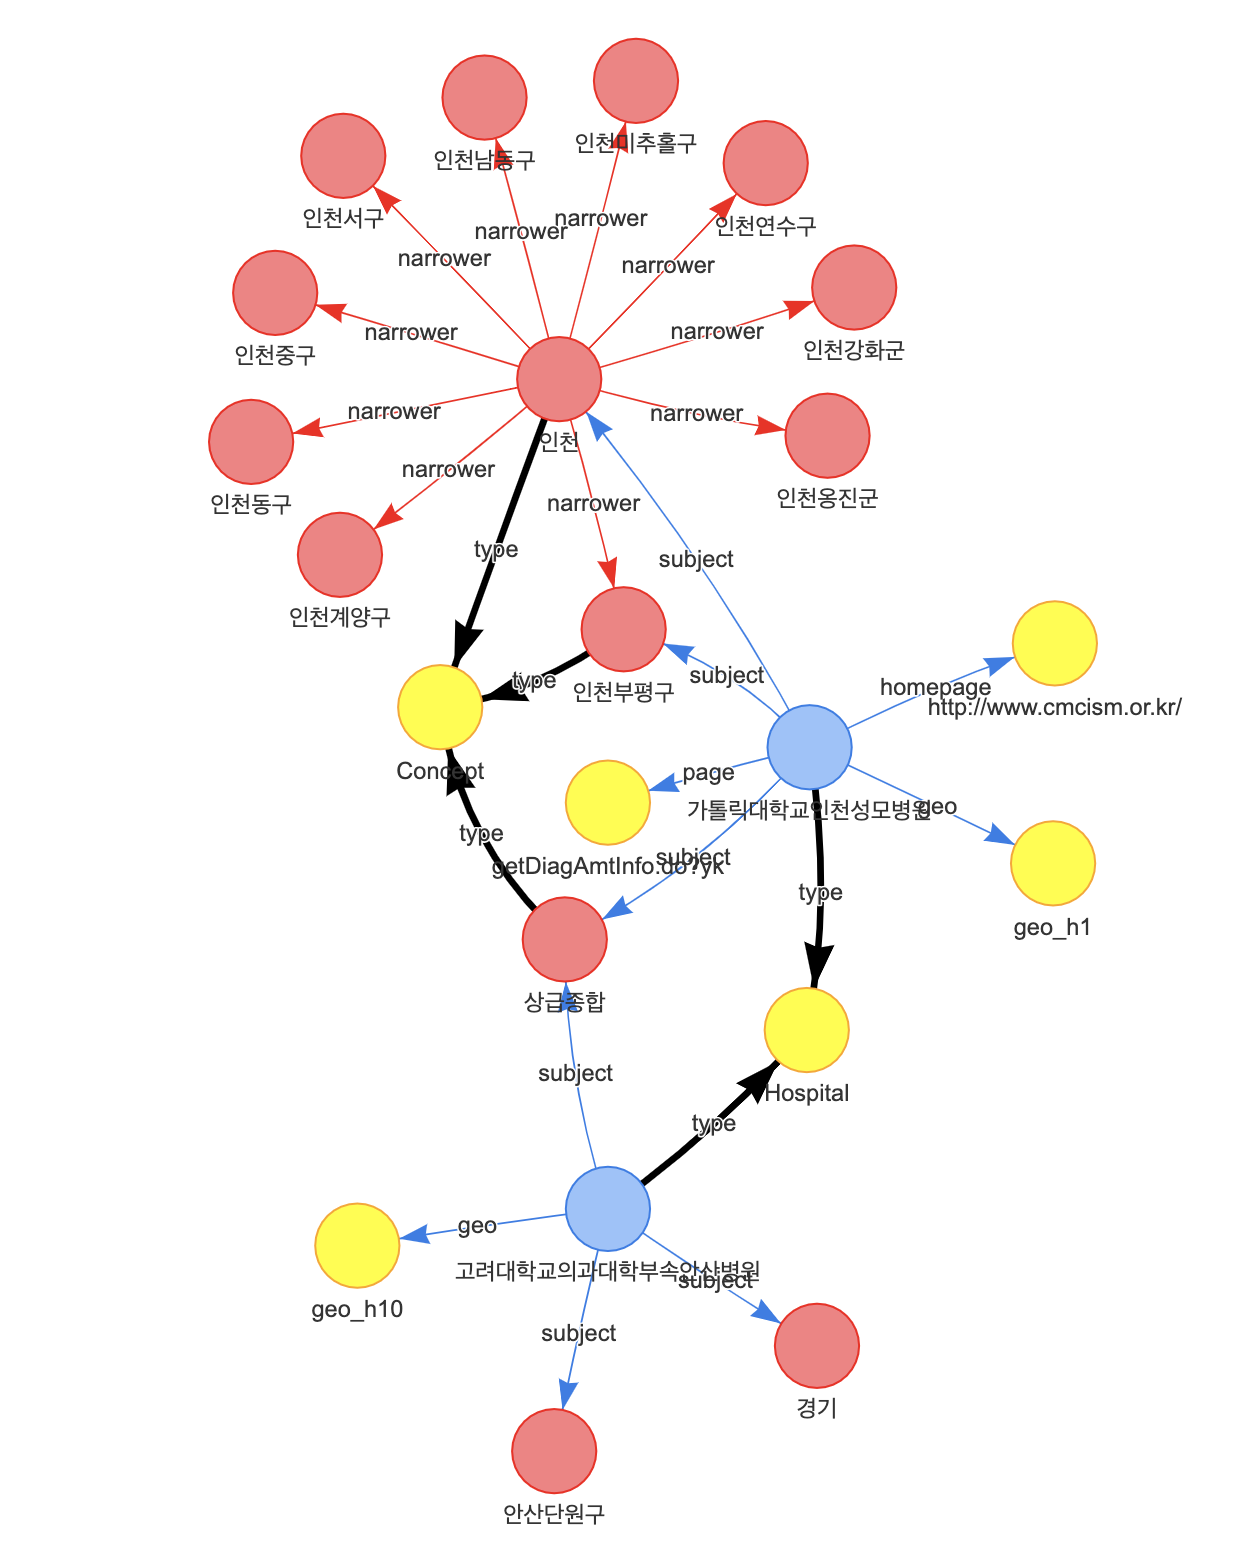 인천미추홀구
인천남동구
인천서구
인천연수구
narrower
narrower
narrower
narrower
narrower
narrower
인천강화군
인천중구
narrower
narrower
인천
narrower
narrower
인천동구
인천옹진군
type
subject
인천계양구
type
subject
인천부평구
homepage
http://www.cmcism.or.kr/
Concept
page
가톨릭대학교인천성모병원
geo
type
subject
getDiagAmtInfo.do?yk
type
geo_h1
상급종합
subject
Hospital
type
geo
고려대학교의과대학부속안산병원
subject
geo_h10
subject
경기
안산단원구